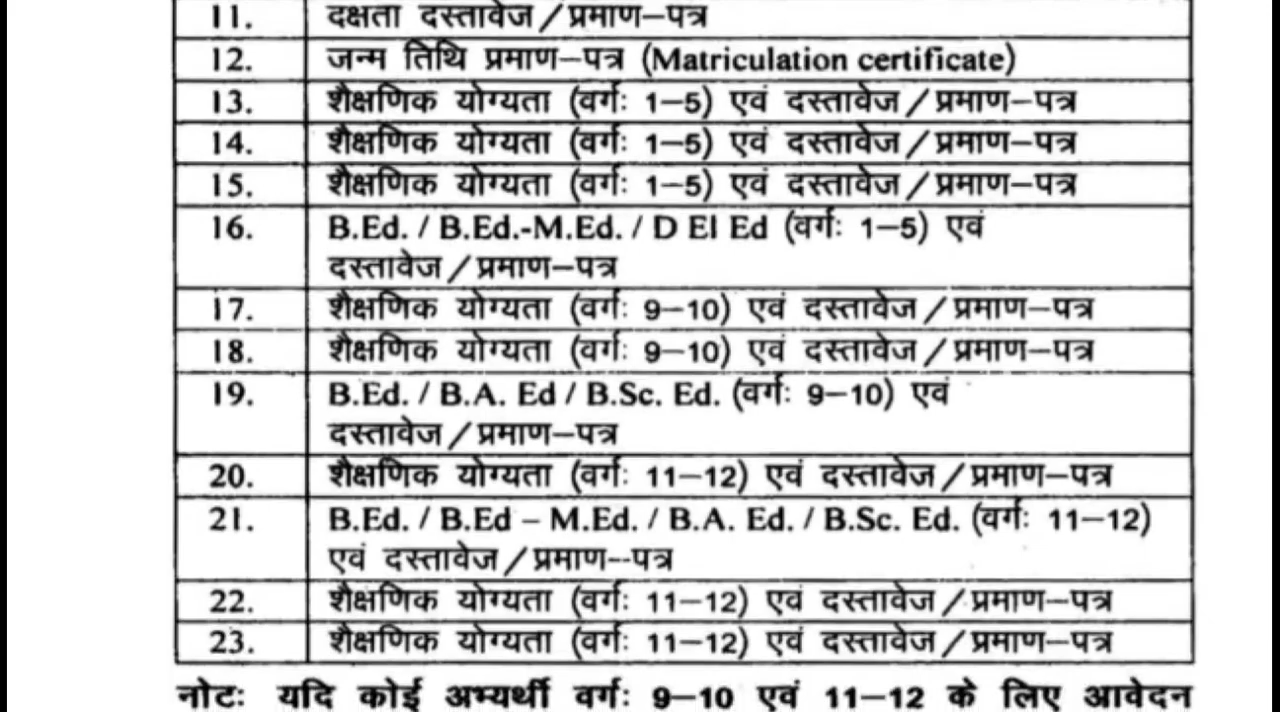 11. दक्षता दस्तावेज/प्रमाण–पत्र
12. जन्म तिथि प्रमाण–पत्र (Matriculation certificate)
13. शैक्षणिक योग्यता (वर्गः 1–5) एवं दस्तावेज/प्रमाण–पत्र
14. शैक्षणिक योग्यता (वर्गः 1–5) एवं दस्तावेज/प्रमाण–पत्र
15. शैक्षणिक योग्यता (वर्गः 1–5) एवं दस्तावेज/प्रमाण–पत्र
16. B.Ed. / B.Ed.-M.Ed. / D El Ed (वर्गः 1–5) एवं
दस्तावेज/प्रमाण–पत्र
17. शैक्षणिक योग्यता (वर्गः 9–10) एवं दस्तावेज/प्रमाण–पत्र
18. शैक्षणिक योग्यता (वर्गः 9–10) एवं दस्तावेज/प्रमाण–पत्र
19. B.Ed. / B.A. Ed / B.Sc. Ed. (वर्गः 9–10) एवं
दस्तावेज/प्रमाण–पत्र
20. शैक्षणिक योग्यता (वर्गः 11–12) एवं दस्तावेज/प्रमाण–पत्र
21. B.Ed. / B.Ed – M.Ed. / B.A. Ed. / B.Sc. Ed. (वर्गः 11–12)
एवं दस्तावेज/प्रमाण--पत्र
22. शैक्षणिक योग्यता (वर्गः 11–12) एवं दस्तावेज/प्रमाण–पत्र
23. शैक्षणिक योग्यता (वर्गः 11–12) एवं दस्तावेज/प्रमाण–पत्र
नोटः यदि कोई अभ्यर्थी वर्गः 9–10 एवं 11–12 के लिए आवेदन